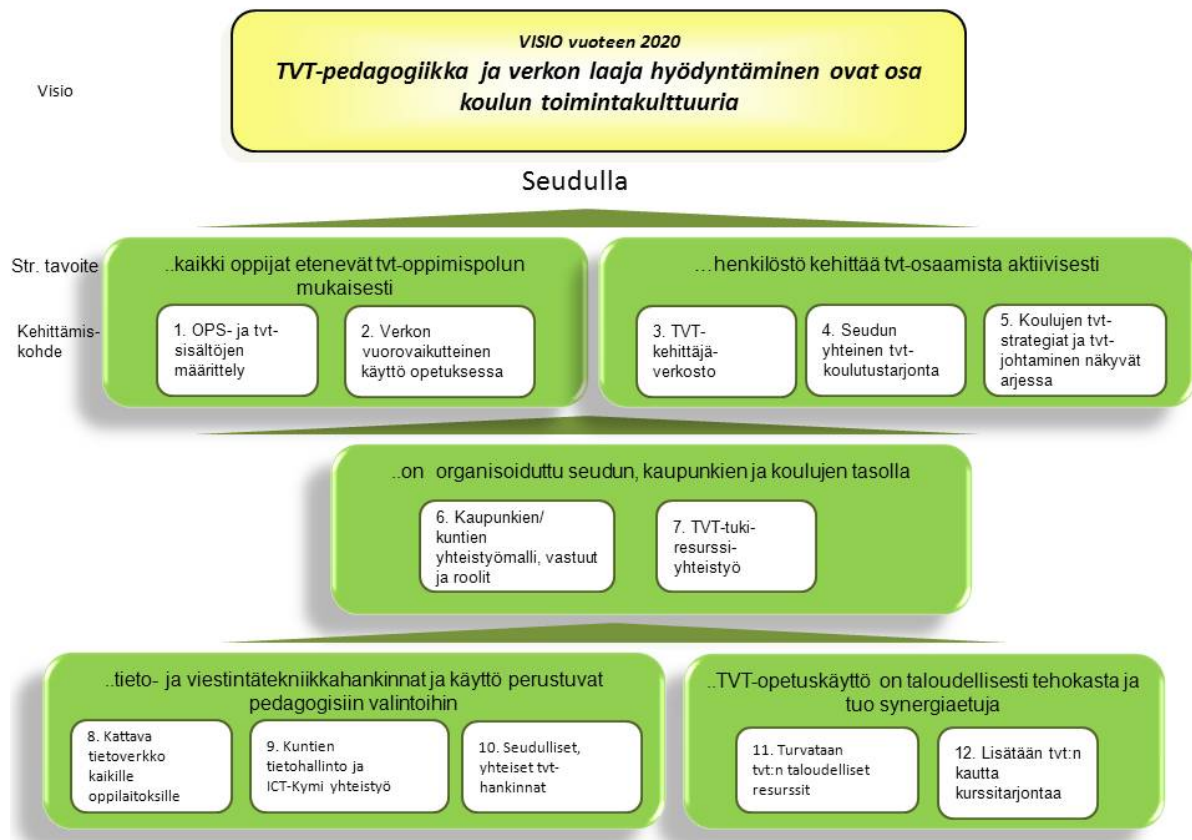 VISIO vuoteen 2020
TVT-pedagogiikka ja verkon laaja hyödyntäminen ovat osa
koulun toimintakulttuuria
Visio
Seudulla
Str. tavoite
..kaikki oppijat etenevät tvt-oppimispolun
mukaisesti
…henkilöstö kehittää tvt-osaamista aktiivisesti
Kehittämis-
kohde
1. OPS- ja tvt-
sisältöjen
määrittely
2. Verkon
vuorovaikutteinen
käyttö opetuksessa
3. TVT-
kehittäjä-
verkosto
4. Seudun
yhteinen tvt-
koulutustarjonta
5. Koulujen tvt-
strategiat ja tvt-
johtaminen näkyvät
arjessa
..on organisoiduttu seudun, kaupunkien ja koulujen tasolla
6. Kaupunkien/
kuntien
yhteistyömalli, vastuut
ja roolit
7. TVT-tuki-
resurssi-
yhteistyö
..tieto- ja viestintätekniikkahankinnat ja käyttö perustuvat
pedagogisiin valintoihin
8. Kattava
tietoverkko
kaikille
oppilaitoksille
9. Kuntien
tietohallinto ja
ICT-Kymi yhteistyö
10. Seudulliset,
yhteiset tvt-
hankinnat
..TVT-opetuskäyttö on taloudellisesti tehokasta ja
tuo synergiaetuja
11. Turvataan
tvt:n taloudelliset
resurssit
12. Lisätään tvt:n
kautta
kurssitarjontaa